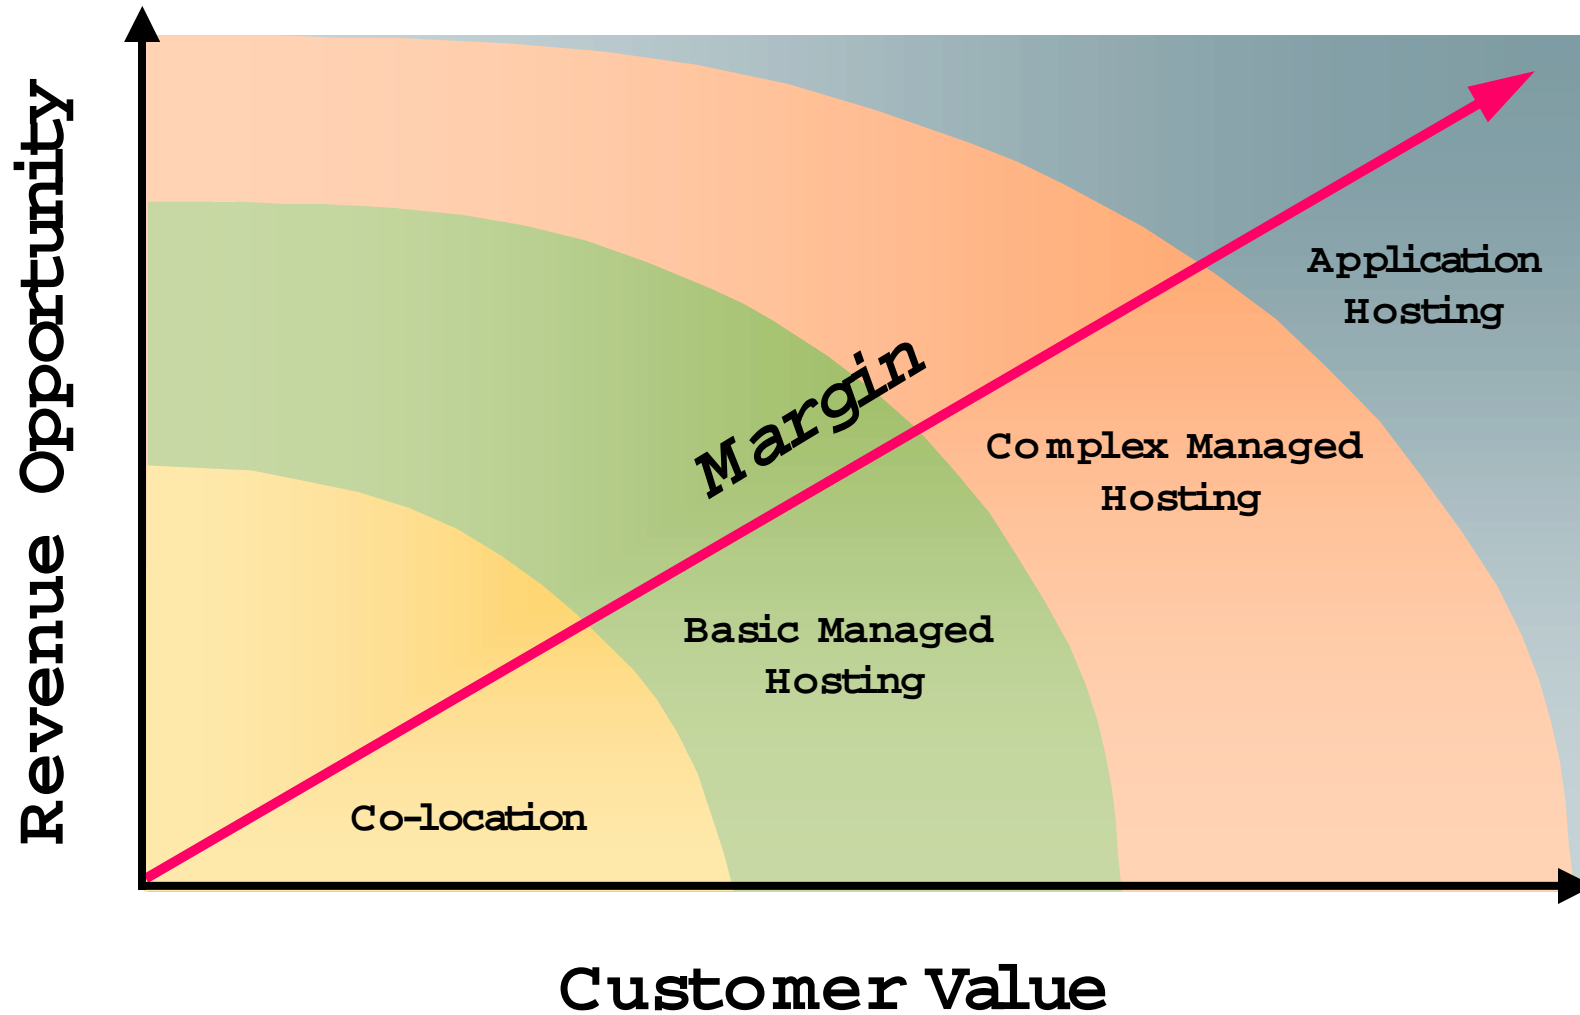 Revenue Opportunity
Application
Hosting
Margin
Complex Managed
Hosting
Basic Managed
Hosting
Co-location
Customer Value